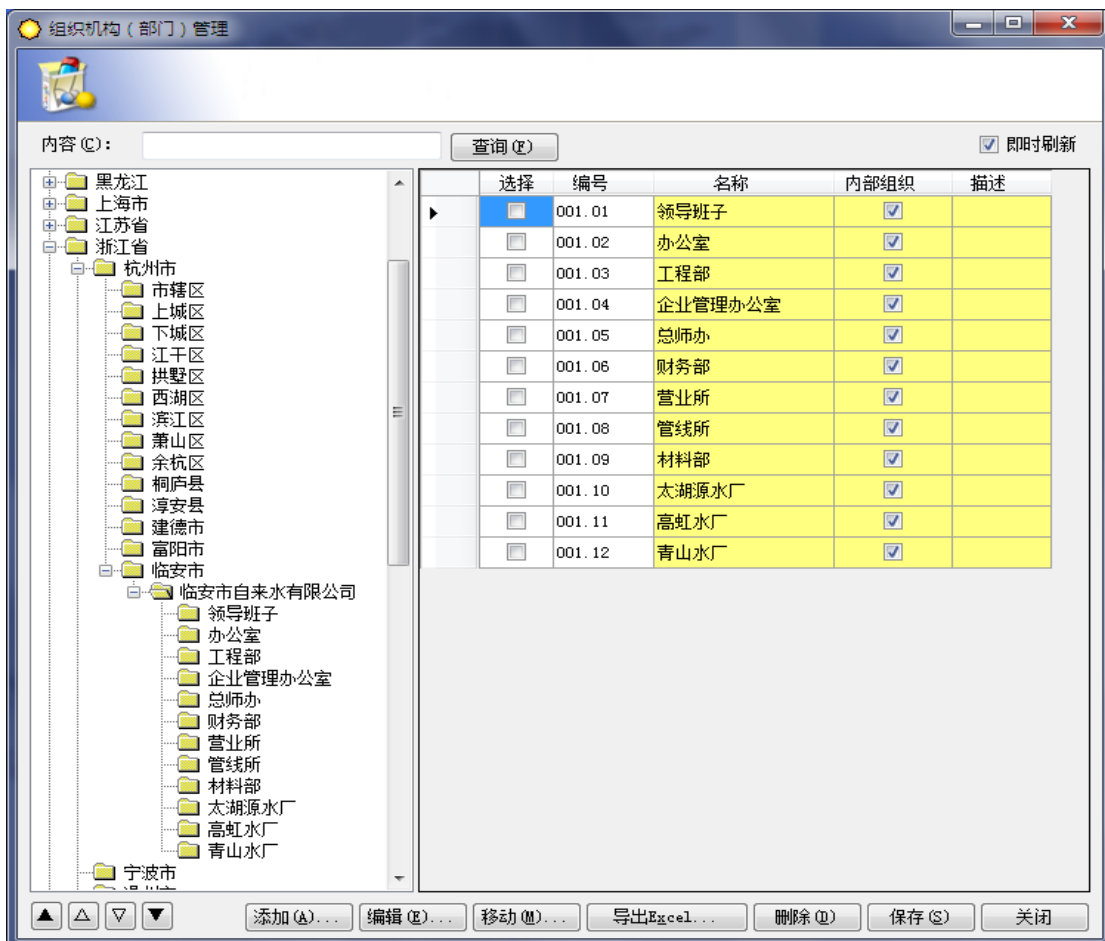 组织机构（部门）管理
内容(C): 查询(F) 即时刷新
黑龙江
上海市
江苏省
浙江省
杭州市
市辖区
上城区
下城区
江干区
拱墅区
西湖区
滨江区
萧山区
余杭区
桐庐县
淳安县
建德市
富阳市
临安市
临安市自来水有限公司
领导班子
办公室
工程部
企业管理办公室
总师办
财务部
营业所
管线所
材料部
太湖源水厂
高虹水厂
青山水厂
宁波市
选择 编号 名称 内部组织 描述
001.01 领导班子
001.02 办公室
001.03 工程部
001.04 企业管理办公室
001.05 总师办
001.06 财务部
001.07 营业所
001.08 管线所
001.09 材料部
001.10 太湖源水厂
001.11 高虹水厂
001.12 青山水厂
添加(A)... 编辑(E)... 移动(M)... 导出Excel... 删除(D) 保存(S) 关闭